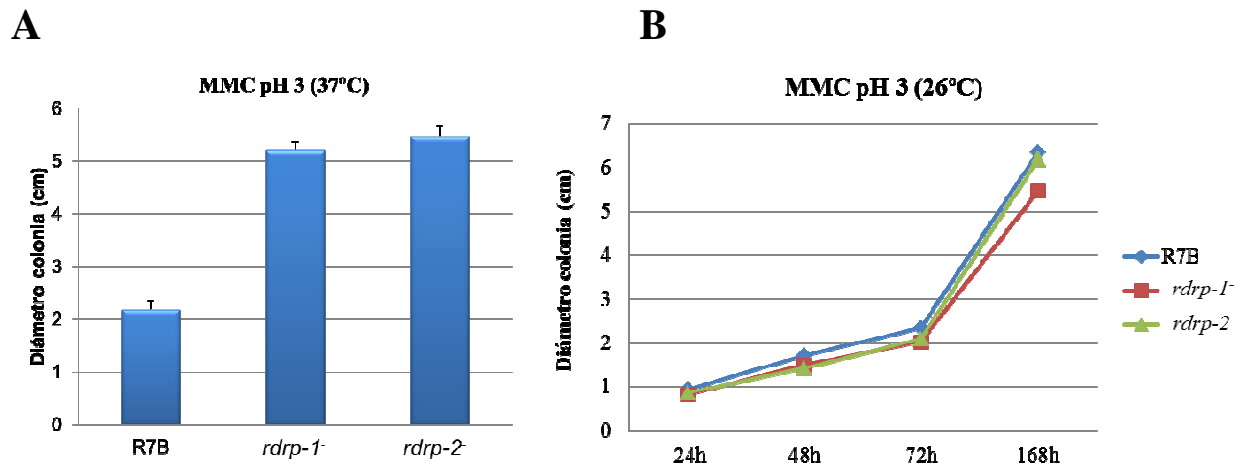 A
MMC pH 3 (37ºC)
Diámetro colonia (cm)
6
5
4
3
2
1
0
R7B
rdrp-1-
rdrp-2-
B
MMC pH 3 (26ºC)
Diámetro colonia (cm)
7
6
5
4
3
2
1
0
24h
48h
72h
168h
R7B
rdrp-1-
rdrp-2